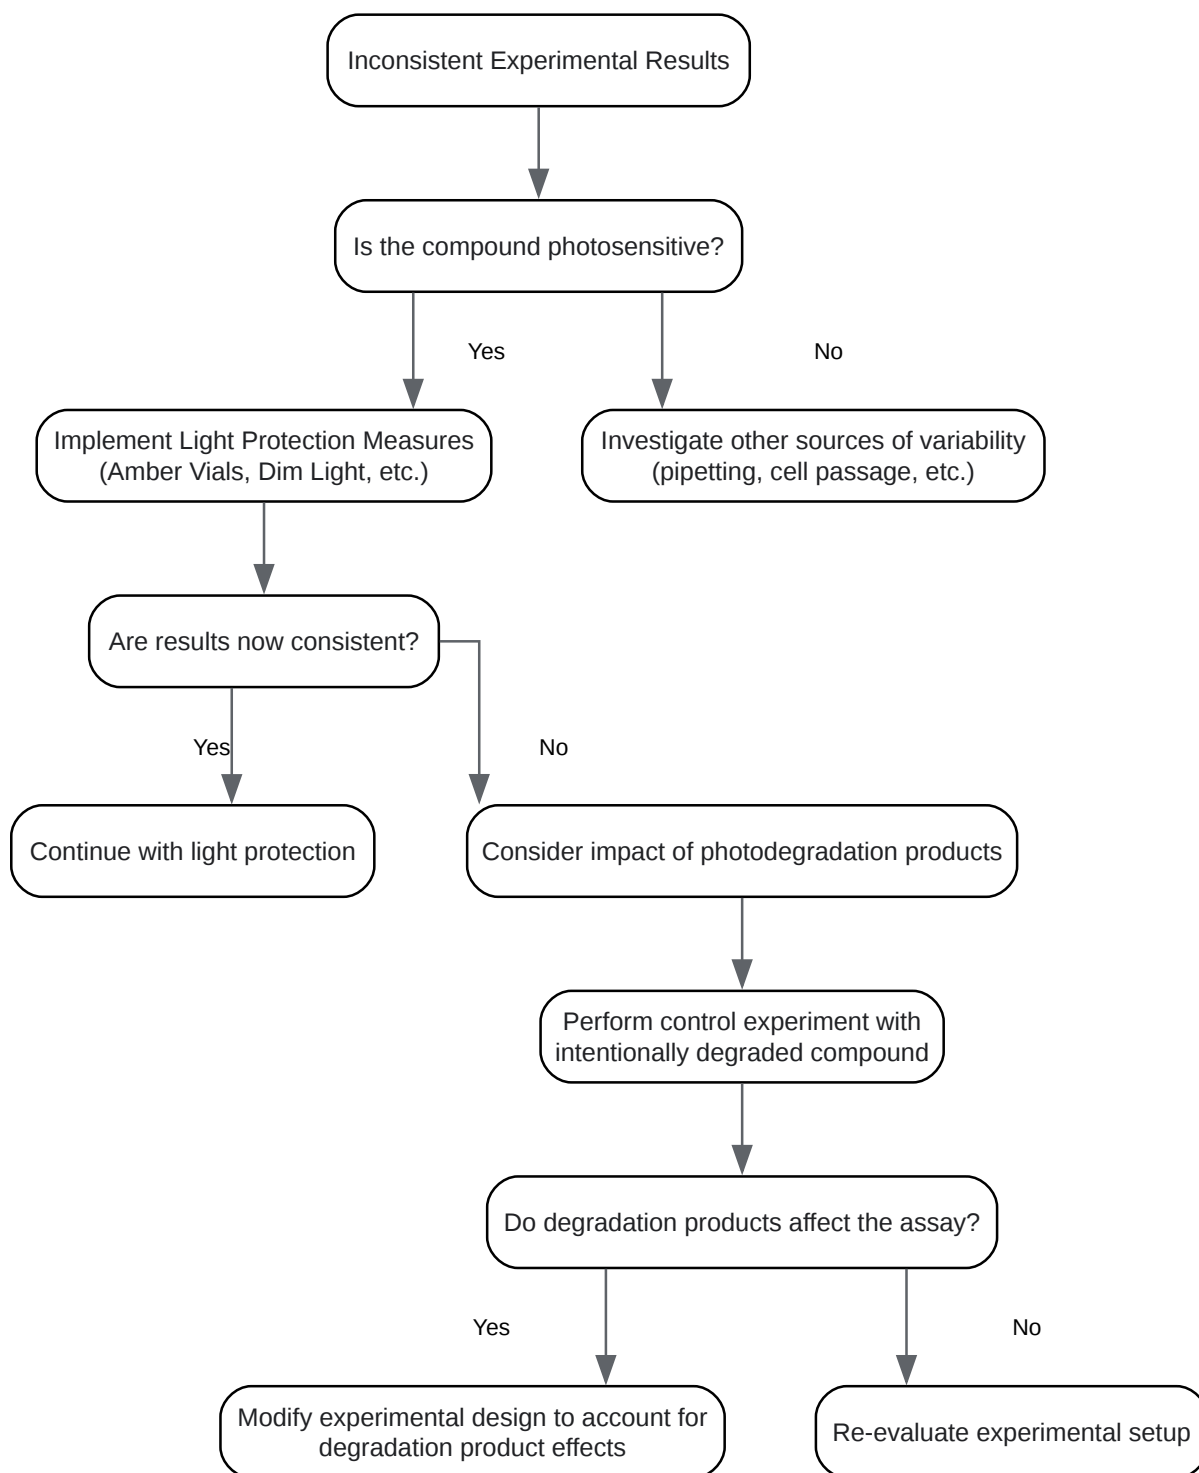 Inconsistent Experimental Results
Is the compound photosensitive?
Yes
No
Implement Light Protection Measures
(Amber Vials, Dim Light, etc.)
Investigate other sources of variability
(pipetting, cell passage, etc.)
Are results now consistent?
Yes
No
Continue with light protection
Consider impact of photodegradation products
Perform control experiment with
intentionally degraded compound
Do degradation products affect the assay?
Yes
No
Modify experimental design to account for
degradation product effects
Re-evaluate experimental setup